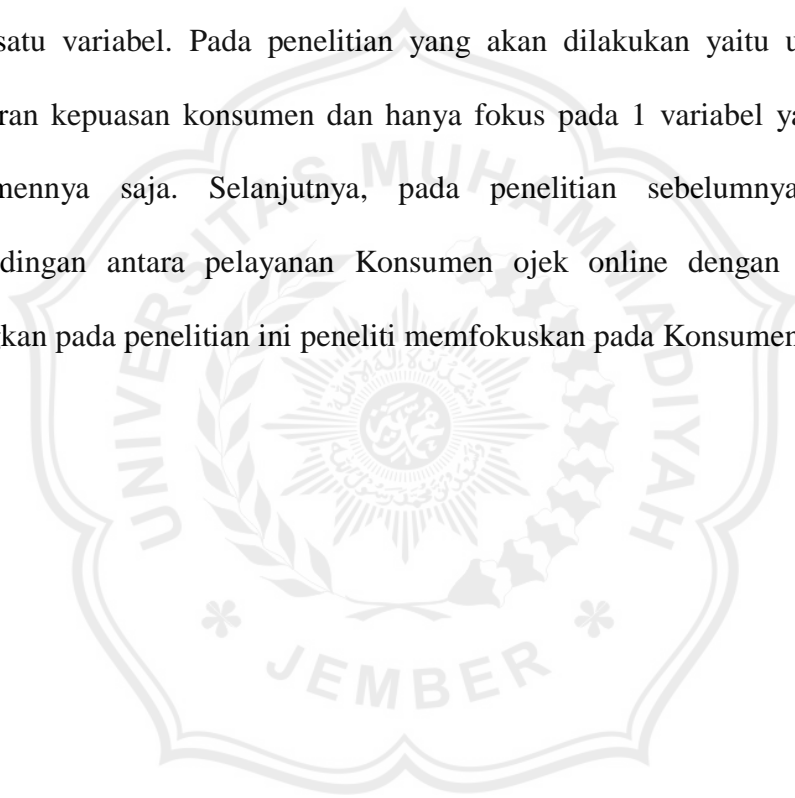 satu variabel. Pada penelitian yang akan dilakukan yaitu u
ran kepuasan konsumen dan hanya fokus pada 1 variabel ya
mennya saja. Selanjutnya, pada penelitian sebelumnya
dingan antara pelayanan Konsumen ojek online dengan
kan pada penelitian ini peneliti memfokuskan pada Konsumen
UNIVERSITAS MUHAMMADIYAH
JEMBER